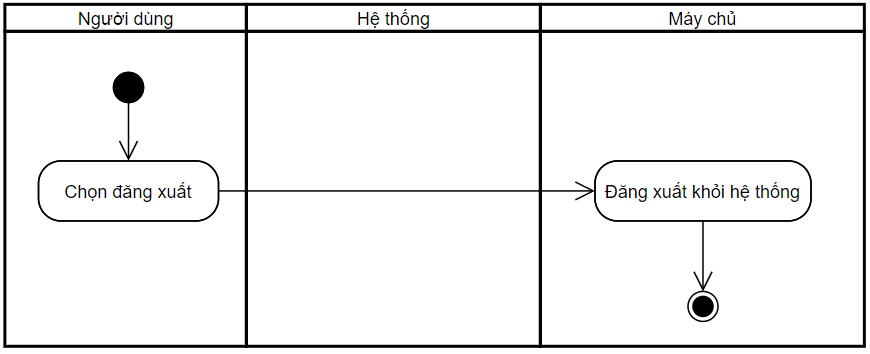 Người dùng
Hệ thống
Máy chủ
Chọn đăng xuất
Đăng xuất khỏi hệ thống